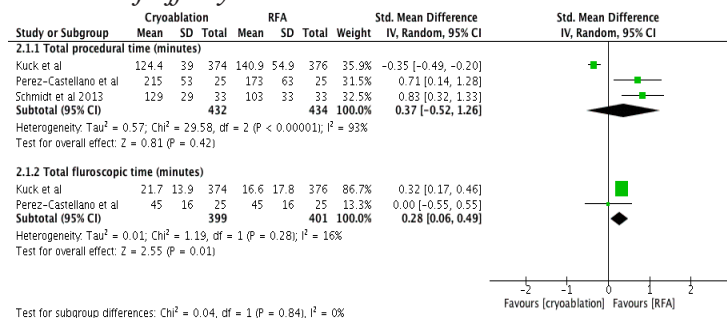 Cryoablation RFA Std. Mean Difference Std. Mean Difference
Study or Subgroup Mean SD Total Mean SD Total Weight IV, Random, 95% CI IV, Random, 95% CI
2.1.1 Total procedural time (minutes)
Kuck et al 124.4 39 374 140.9 54.9 376 35.9% -0.35 [-0.49, -0.20]
Perez-Castellano et al 215 53 25 173 63 25 31.5% 0.71 [0.14, 1.28]
Schmidt et al 2013 129 29 33 103 33 33 32.5% 0.83 [0.32, 1.33]
Subtotal (95% CI) 432 434 100.0% 0.37 [-0.52, 1.26]
Heterogeneity: Tau² = 0.57; Chi² = 29.58, df = 2 (P < 0.00001); I² = 93%
Test for overall effect: Z = 0.81 (P = 0.42)
2.1.2 Total fluroscopic time (minutes)
Kuck et al 21.7 13.9 374 16.6 17.8 376 86.7% 0.32 [0.17, 0.46]
Perez-Castellano et al 45 16 25 45 16 25 13.3% 0.00 [-0.55, 0.55]
Subtotal (95% CI) 399 401 100.0% 0.28 [0.06, 0.49]
Heterogeneity: Tau² = 0.01; Chi² = 1.19, df = 1 (P = 0.28); I² = 16%
Test for overall effect: Z = 2.55 (P = 0.01)
-2 -1 0 1 2
Favours [cryoablation] Favours [RFA]
Test for subgroup differences: Chi² = 0.04, df = 1 (P = 0.84), I² = 0%